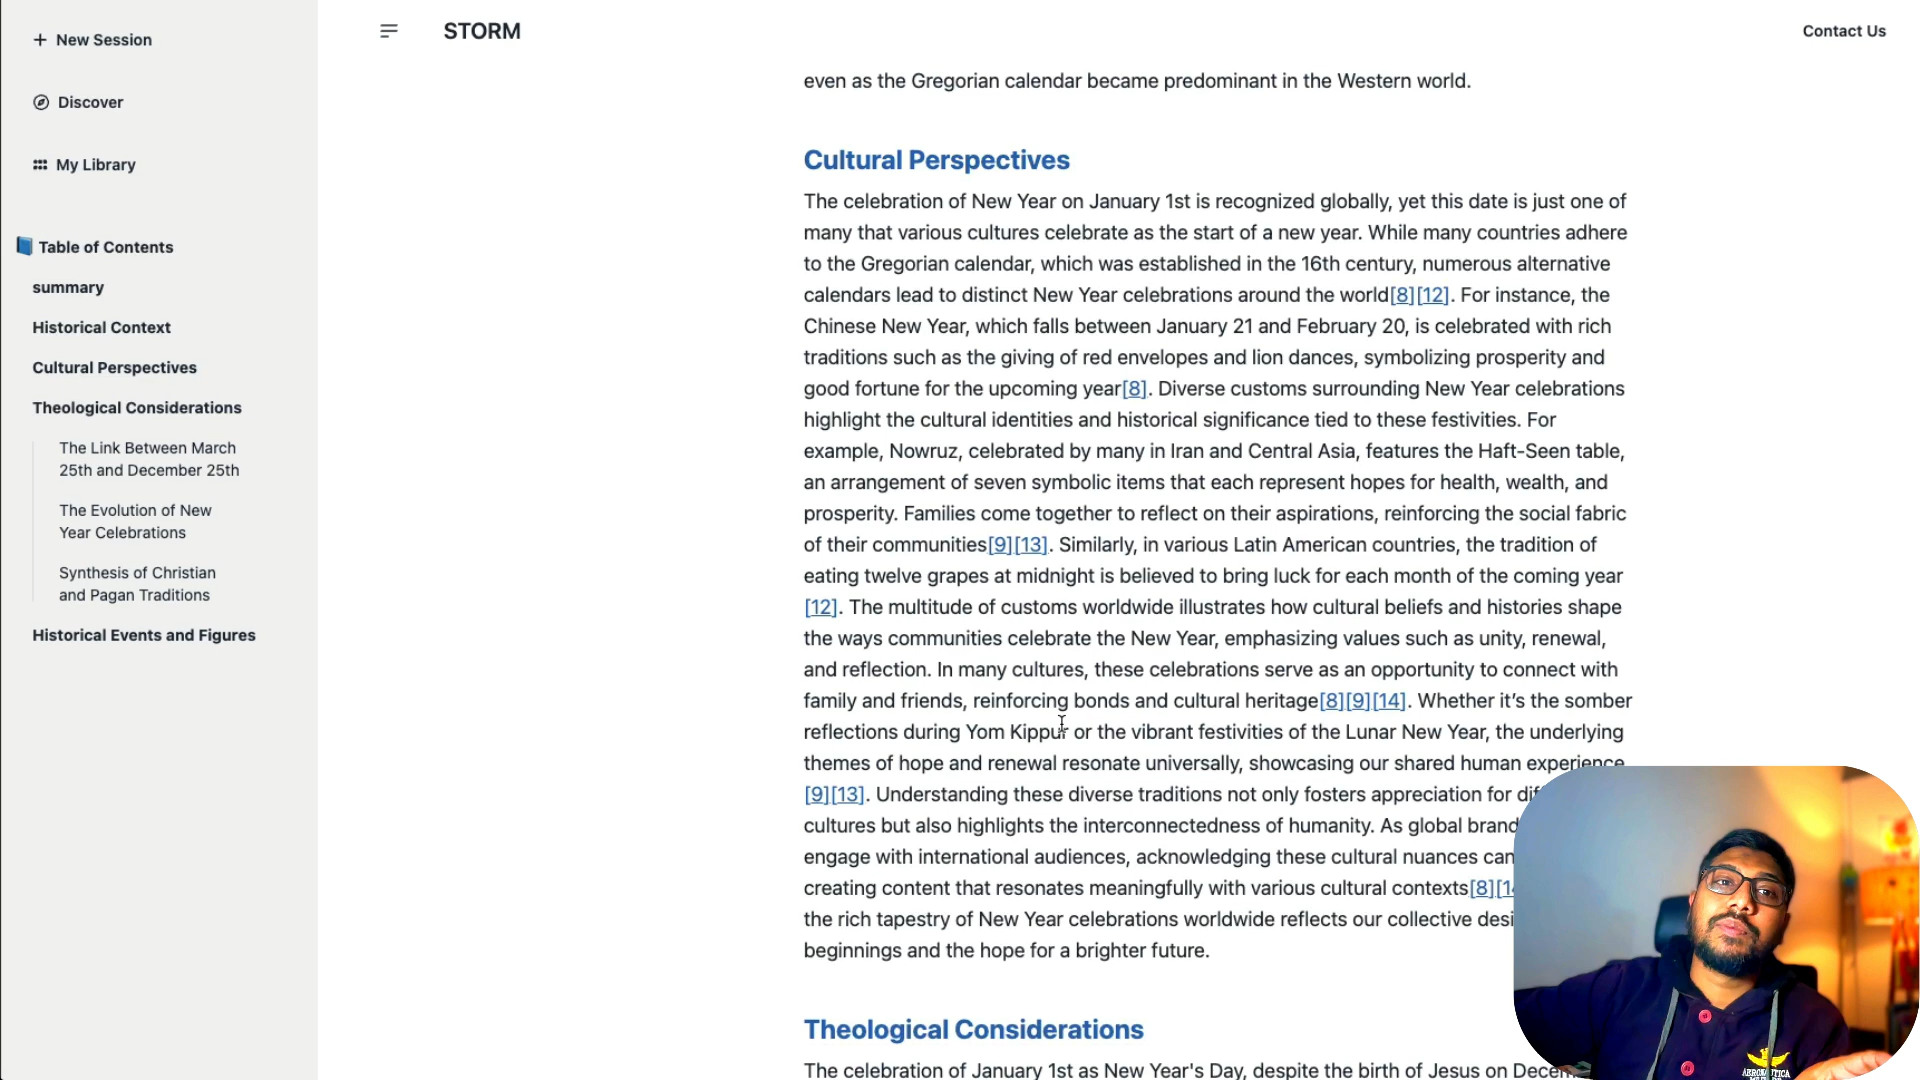 New Session
STORM
Contact Us
Discover
My Library
Table of Contents
summary
Historical Context
Cultural Perspectives
Theological Considerations
The Link Between March
25th and December 25th
The Evolution of New
Year Celebrations
Synthesis of Christian
and Pagan Traditions
Historical Events and Figures
even as the Gregorian calendar became predominant in the Western world.
Cultural Perspectives
The celebration of New Year on January 1st is recognized globally, yet this date is just one of
many that various cultures celebrate as the start of a new year. While many countries adhere
to the Gregorian calendar, which was established in the 16th century, numerous alternative
calendars lead to distinct New Year celebrations around the world[8][12]. For instance, the
Chinese New Year, which falls between January 21 and February 20, is celebrated with rich
traditions such as the giving of red envelopes and lion dances, symbolizing prosperity and
good fortune for the upcoming year[8]. Diverse customs surrounding New Year celebrations
highlight the cultural identities and historical significance tied to these festivities. For
example, Nowruz, celebrated by many in Iran and Central Asia, features the Haft-Seen table,
an arrangement of seven symbolic items that each represent hopes for health, wealth, and
prosperity. Families come together to reflect on their aspirations, reinforcing the social fabric
of their communities[9][13]. Similarly, in various Latin American countries, the tradition of
eating twelve grapes at midnight is believed to bring luck for each month of the coming year
[12]. The multitude of customs worldwide illustrates how cultural beliefs and histories shape
the ways communities celebrate the New Year, emphasizing values such as unity, renewal,
and reflection. In many cultures, these celebrations serve as an opportunity to connect with
family and friends, reinforcing bonds and cultural heritage[8][9][14]. Whether it's the somber
reflections during Yom Kippur or the vibrant festivities of the Lunar New Year, the underlying
themes of hope and renewal resonate universally, showcasing our shared human experience
[9][13]. Understanding these diverse traditions not only fosters appreciation for
cultures but also highlights the interconnectedness of humanity. As global brand
engage with international audiences, acknowledging these cultural nuances can
creating content that resonates meaningfully with various cultural contexts[8]
the rich tapestry of New Year celebrations worldwide reflects our collective
beginnings and the hope for a brighter future.
Theological Considerations
The celebration of January 1st as New Year's Day, despite the birth of Jesus on
AERONAUTICA